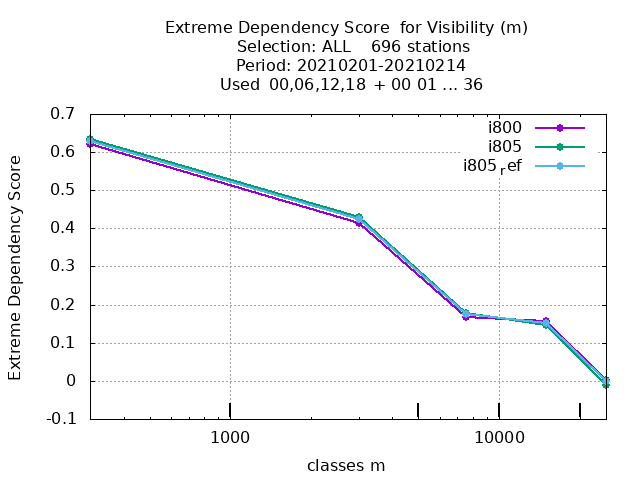 Extreme Dependency Score  for Visibility (m)
Selection: ALL    696 stations
Period: 20210201-20210214
Used  00,06,12,18  + 00 01 ... 36
i800
i805
i805ref
Extreme Dependency Score
0.7
0.6
0.5
0.4
0.3
0.2
0.1
0
-0.1
1000
10000
classes m